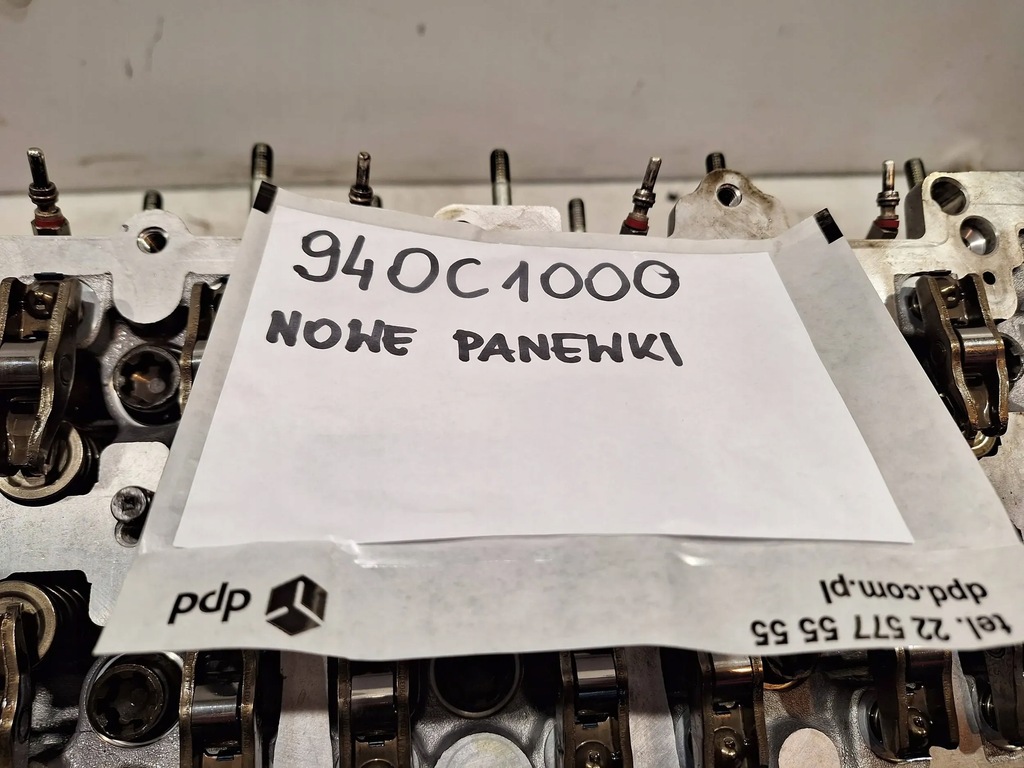 940C1000
NOWE PANEWKI
dpd
tel. 22 577 55 55
dpd.com.pl